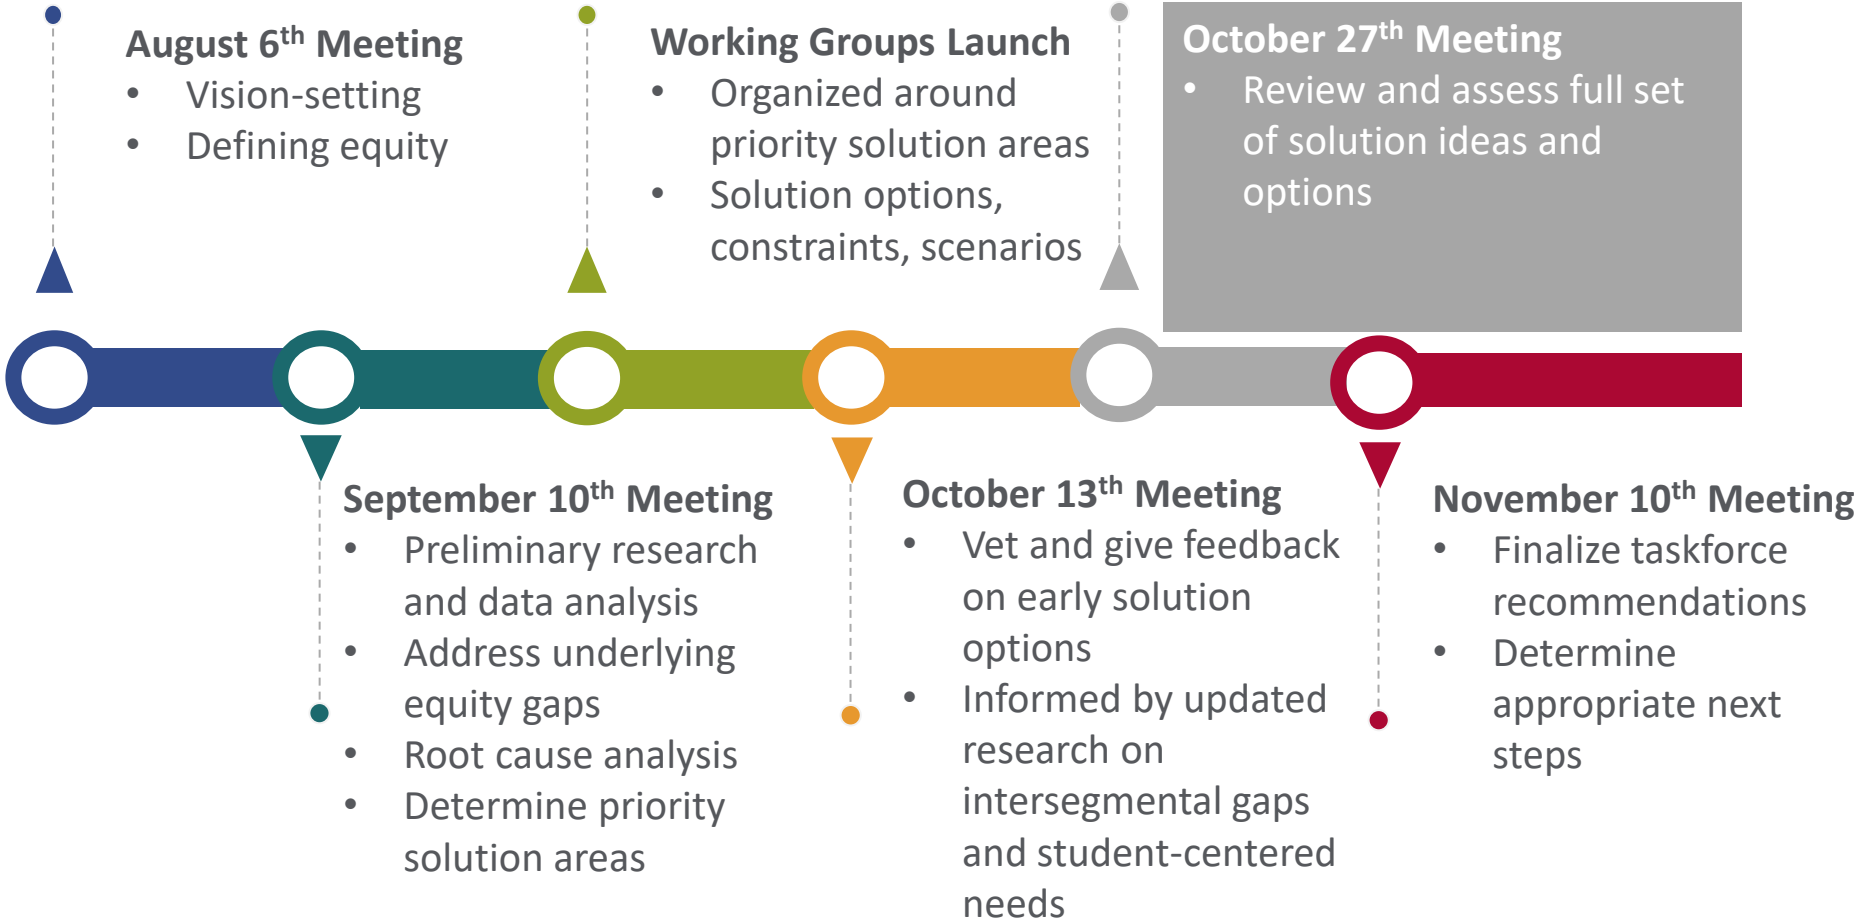 August 6th Meeting
• Vision-setting
• Defining equity
Working Groups Launch
• Organized around
priority solution areas
• Solution options,
constraints, scenarios
October 27th Meeting
• Review and assess full set
of solution ideas and
options
September 10th Meeting
• Preliminary research
and data analysis
• Address underlying
equity gaps
• Root cause analysis
• Determine priority
solution areas
October 13th Meeting
• Vet and give feedback
on early solution
options
• Informed by updated
research on
intersegmental gaps
and student-centered
needs
November 10th Meeting
• Finalize taskforce
recommendations
• Determine
appropriate next
steps